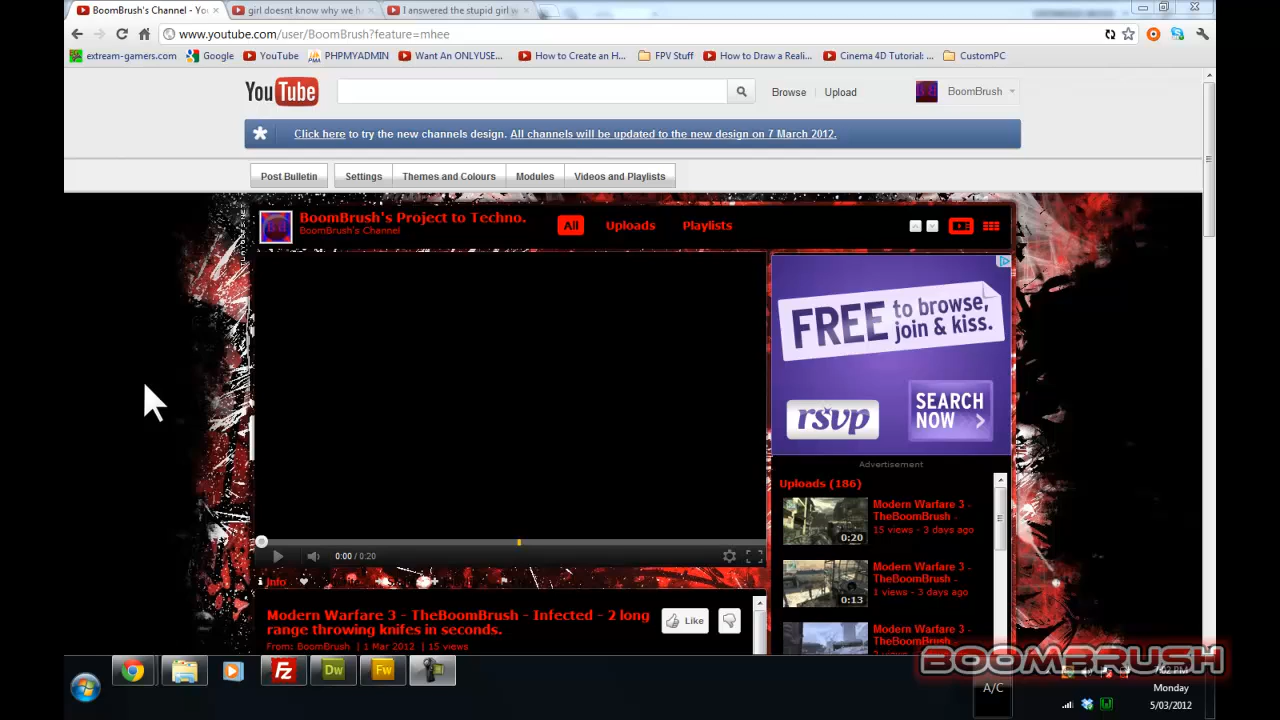 BoomBrush's Channel - Yo
girl doesnt know why we h
I answered the stupid girl w
www.youtube.com/user/BoomBrush?feature=mhee
extream-gamers.com
Google
YouTube
PHPMYADMIN
Want An ONLYUSE...
How to Create an H...
FPV Stuff
How to Draw a Reali...
Cinema 4D Tutorial: ...
CustomPC
YouTube
Browse
Upload
BoomBrush
Click here to try the new channels design. All channels will be updated to the new design on 7 March 2012.
Post Bulletin
Settings
Themes and Colours
Modules
Videos and Playlists
BoomBrush's Project to Techno.
BoomBrush's Channel
All
Uploads
Playlists
FREE to browse,
join & kiss.
rsvp
SEARCH
NOW
Advertisement
Uploads (186)
Modern Warfare 3 -
TheBoomBrush -
15 views - 3 days ago
0:20
Modern Warfare 3 -
TheBoomBrush -
1 views - 3 days ago
0:13
Modern Warfare 3 -
TheBoomBrush -
0:00 / 0:20
Info
Modern Warfare 3 - TheBoomBrush - Infected - 2 long
range throwing knifes in seconds.
From: BoomBrush | 1 Mar 2012 | 15 views
Like
BOOMBRUSH
Fz
Dw
Fw
A/C
7:02 PM
Monday
5/03/2012